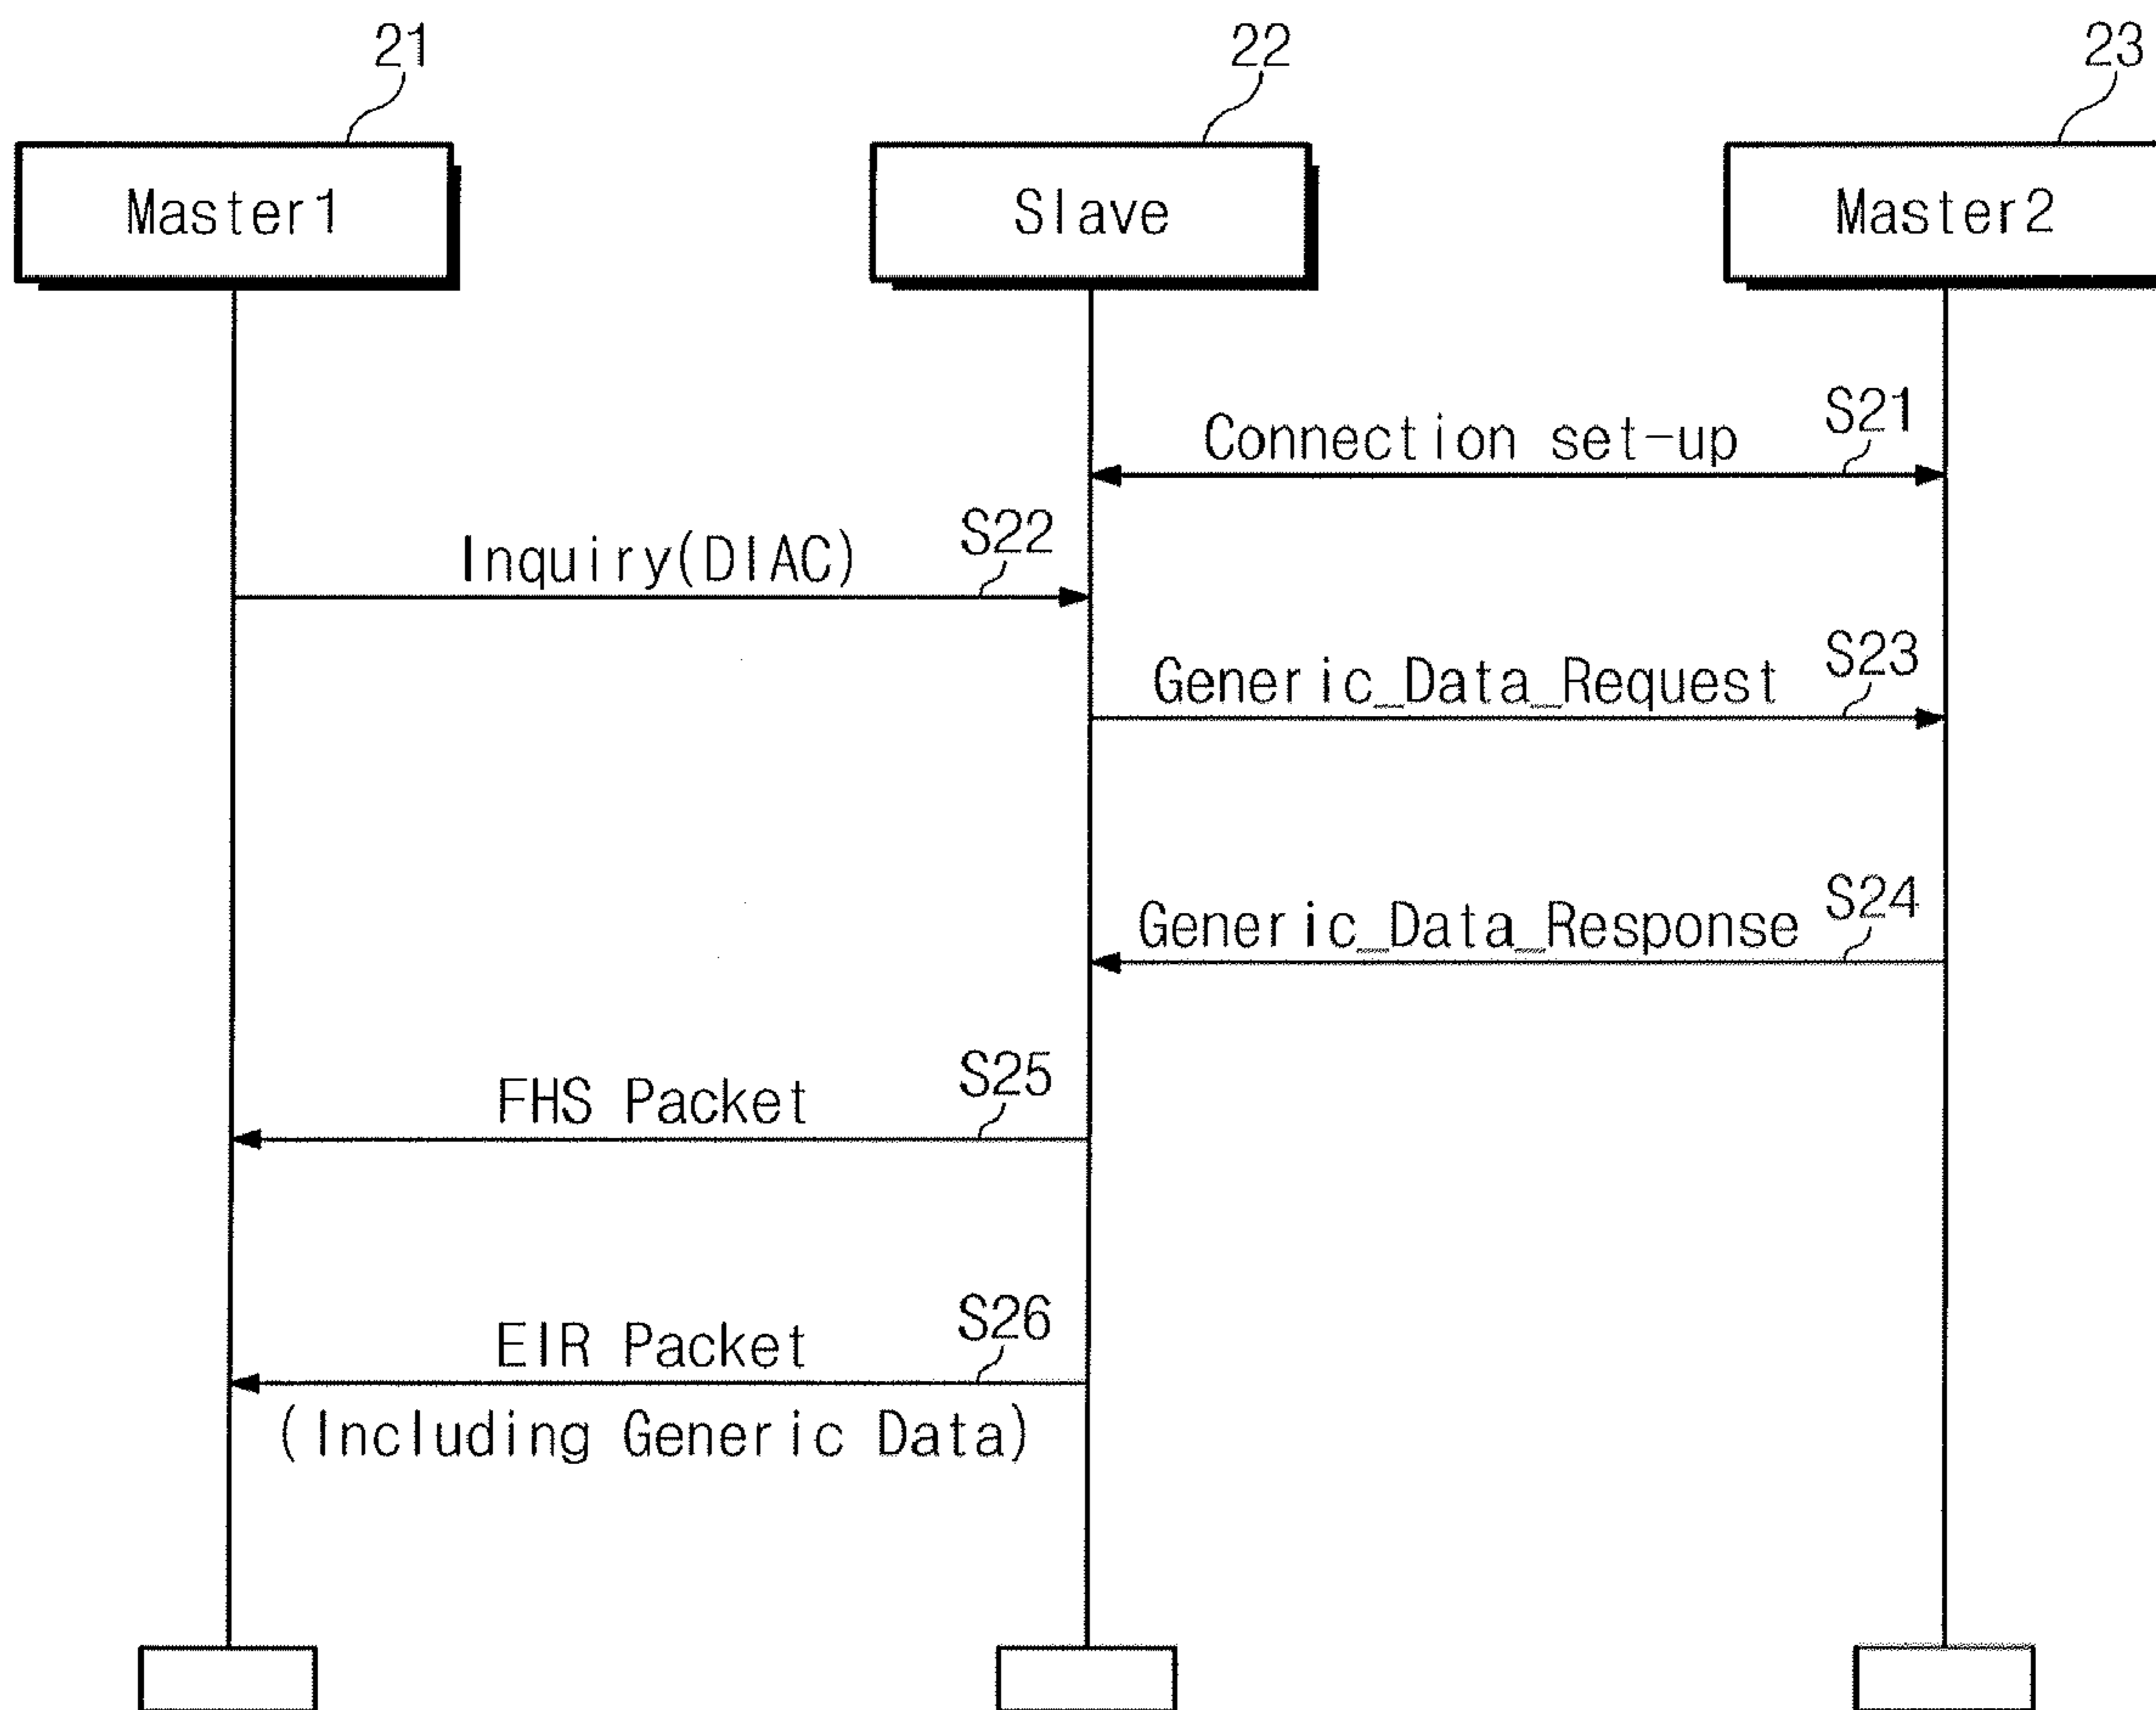 21
22
23
Master1
Slave
Master2
S21
Connection set-up
S22
Inquiry(DIAC)
S23
Generic_Data_Request
S24
Generic_Data_Response
S25
FHS Packet
S26
EIR Packet
(Including Generic Data)